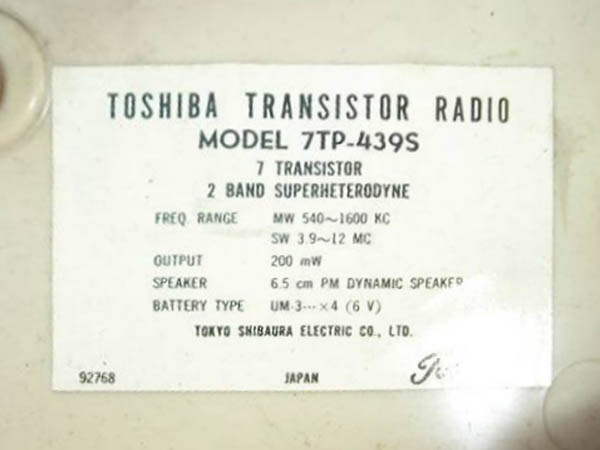 TOSHIBA TRANSISTOR RADIO
MODEL 7TP-439S
7 TRANSISTOR
2 BAND SUPERHETERODYNE
FREQ. RANGE MW 540~1600 KC
SW 3.9~12 MC
OUTPUT 200 mW
SPEAKER 6.5 cm PM DYNAMIC SPEAKER
BATTERY TYPE UM-3---×4 (6 V)
TOKYO SHIBAURA ELECTRIC CO., LTD.
92768 JAPAN